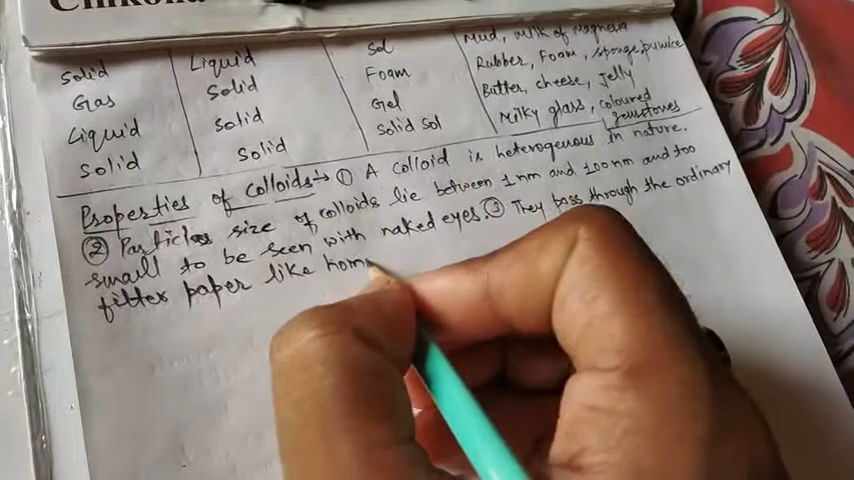 Solid Liquid Sol Mud, milk of magnesia
Gas Solid Foam Rubber, Foam, sponge, pumice
Liquid Solid Gel Butter, cheese, Jelly
Solid Solid Solid Sol Milky glass, coloured gemstones
Properties of colloids:→ ① A colloid is heterogenous in nature.
② Particles size of colloids lie between 1 nm and 100 nm and too
small to be seen with naked eyes. ③ They pass through the ordinary
filter paper like hom